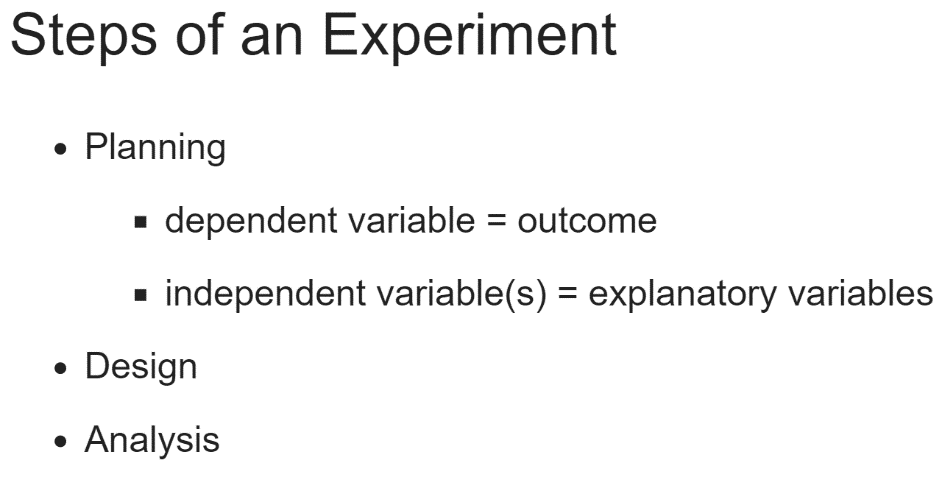 Steps of an Experiment
• Planning
▪ dependent variable = outcome
▪ independent variable(s) = explanatory variables
• Design
• Analysis